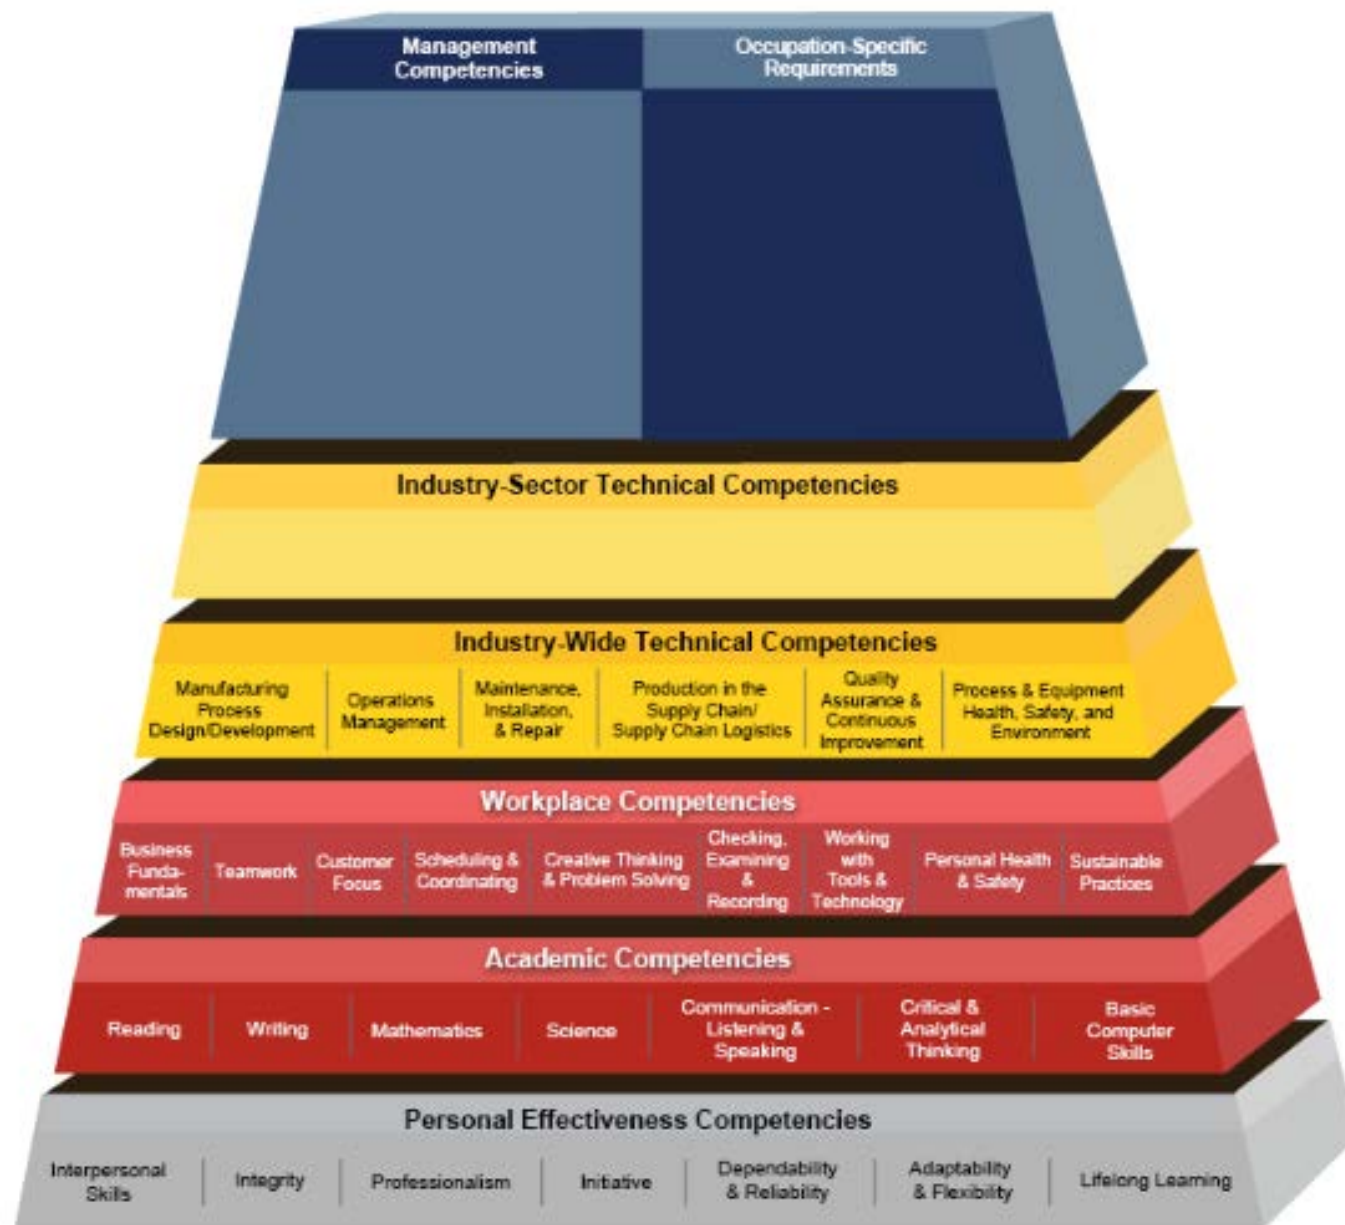 Management
Competencies
Occupation-Specific
Requirements
Industry-Sector Technical Competencies
Industry-Wide Technical Competencies
Manufacturing
Process
Design/Development
Operations
Management
Maintenance,
Installation,
& Repair
Production in the
Supply Chain/
Supply Chain Logistics
Quality
Assurance &
Continuous
Improvement
Process & Equipment
Health, Safety, and
Environment
Workplace Competencies
Business
Funda-
mentals
Teamwork
Customer
Focus
Scheduling &
Coordinating
Creative Thinking
& Problem Solving
Checking,
Examining
&
Recording
Working
with
Tools &
Technology
Personal Health
& Safety
Sustainable
Practices
Academic Competencies
Reading
Writing
Mathematics
Science
Communication -
Listening &
Speaking
Critical &
Analytical
Thinking
Basic
Computer
Skills
Personal Effectiveness Competencies
Interpersonal
Skills
Integrity
Professionalism
Initiative
Dependability
& Reliability
Adaptability
& Flexibility
Lifelong Learning